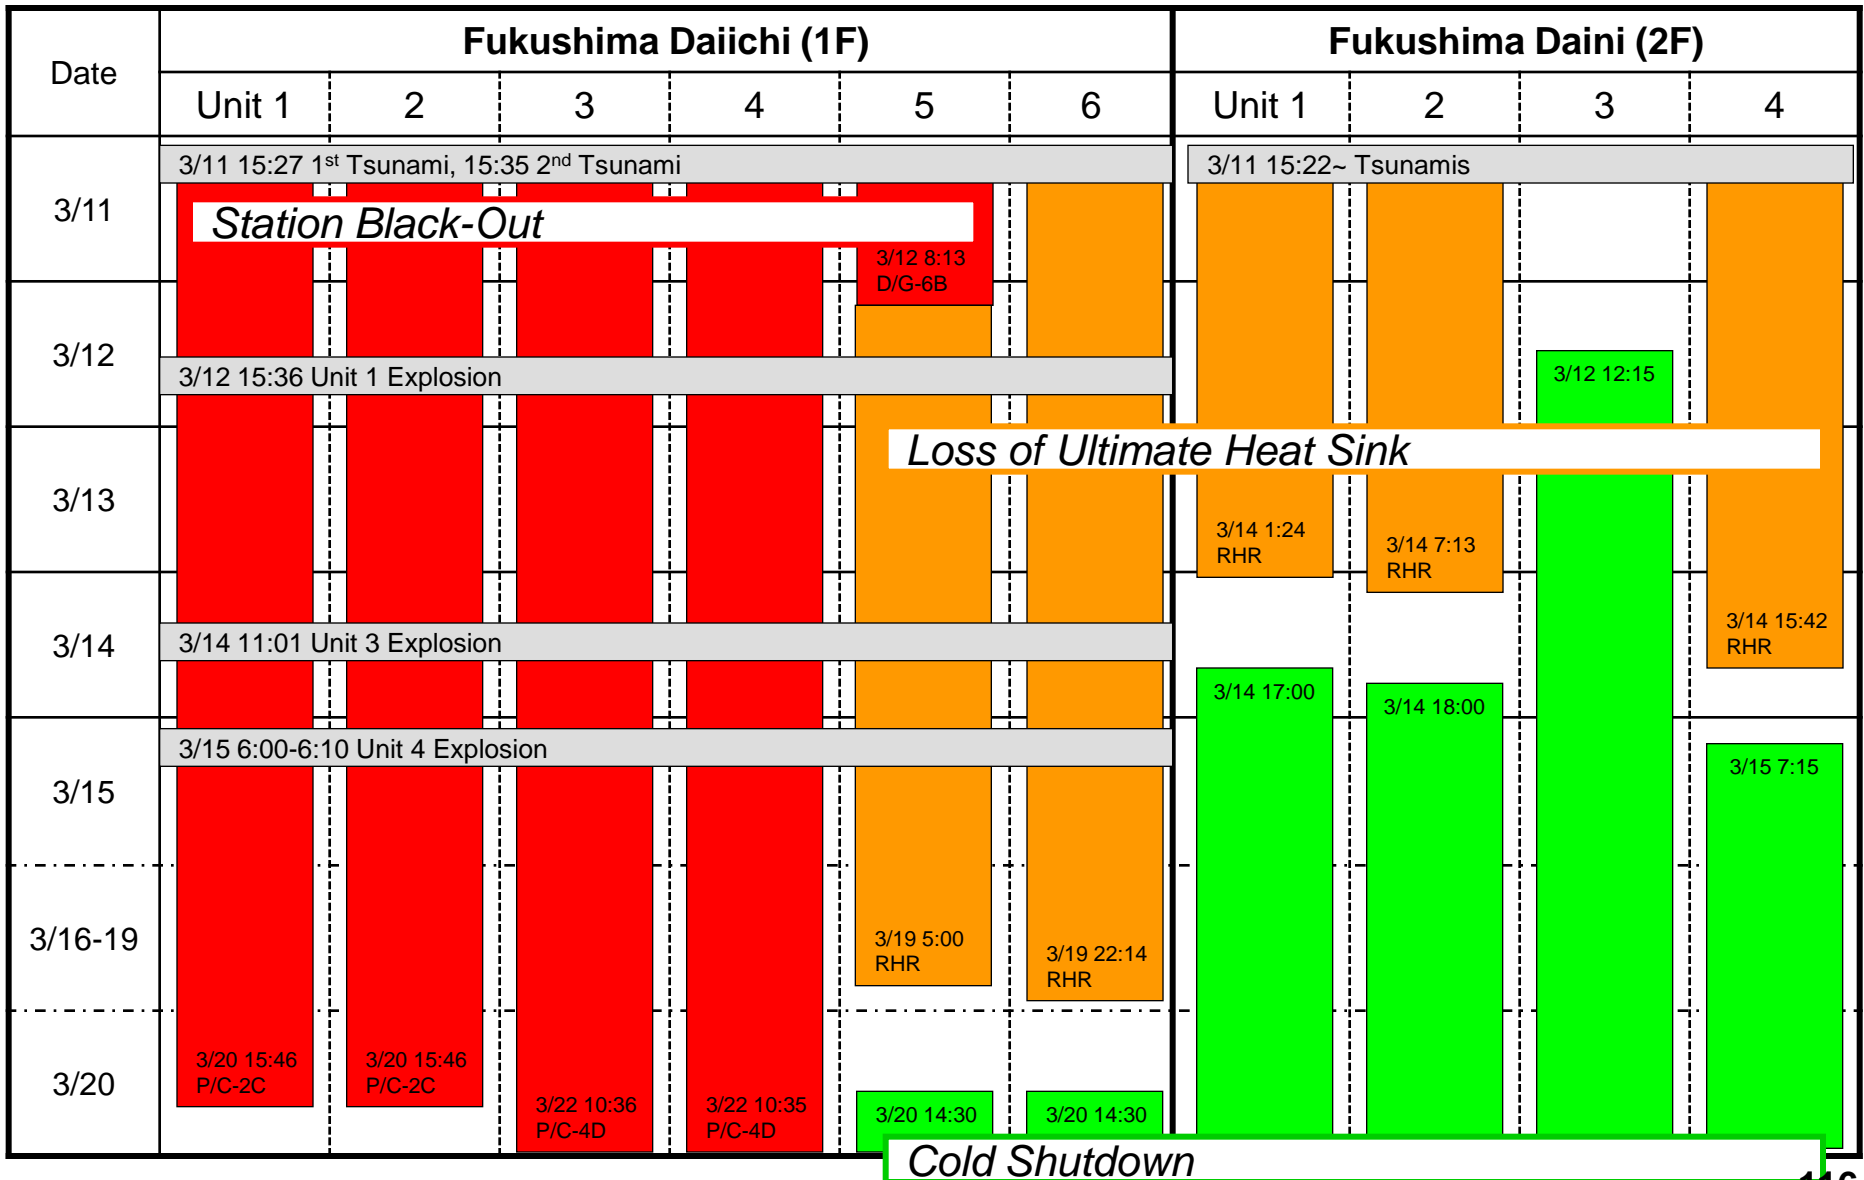 Date
Fukushima Daiichi (1F)
Fukushima Daini (2F)
Unit 1
2
3
4
5
6
Unit 1
2
3
4
3/11
3/11 15:27 1st Tsunami, 15:35 2nd Tsunami
3/11 15:22~ Tsunamis
Station Black-Out
3/12 8:13
D/G-6B
3/12
3/12 15:36 Unit 1 Explosion
3/12 12:15
Loss of Ultimate Heat Sink
3/13
3/14 1:24
RHR
3/14 7:13
RHR
3/14
3/14 11:01 Unit 3 Explosion
3/14 15:42
RHR
3/14 17:00
3/14 18:00
3/15 6:00-6:10 Unit 4 Explosion
3/15
3/15 7:15
3/16-19
3/19 5:00
RHR
3/19 22:14
RHR
3/20
3/20 15:46
P/C-2C
3/20 15:46
P/C-2C
3/22 10:36
P/C-4D
3/22 10:35
P/C-4D
3/20 14:30
3/20 14:30
Cold Shutdown